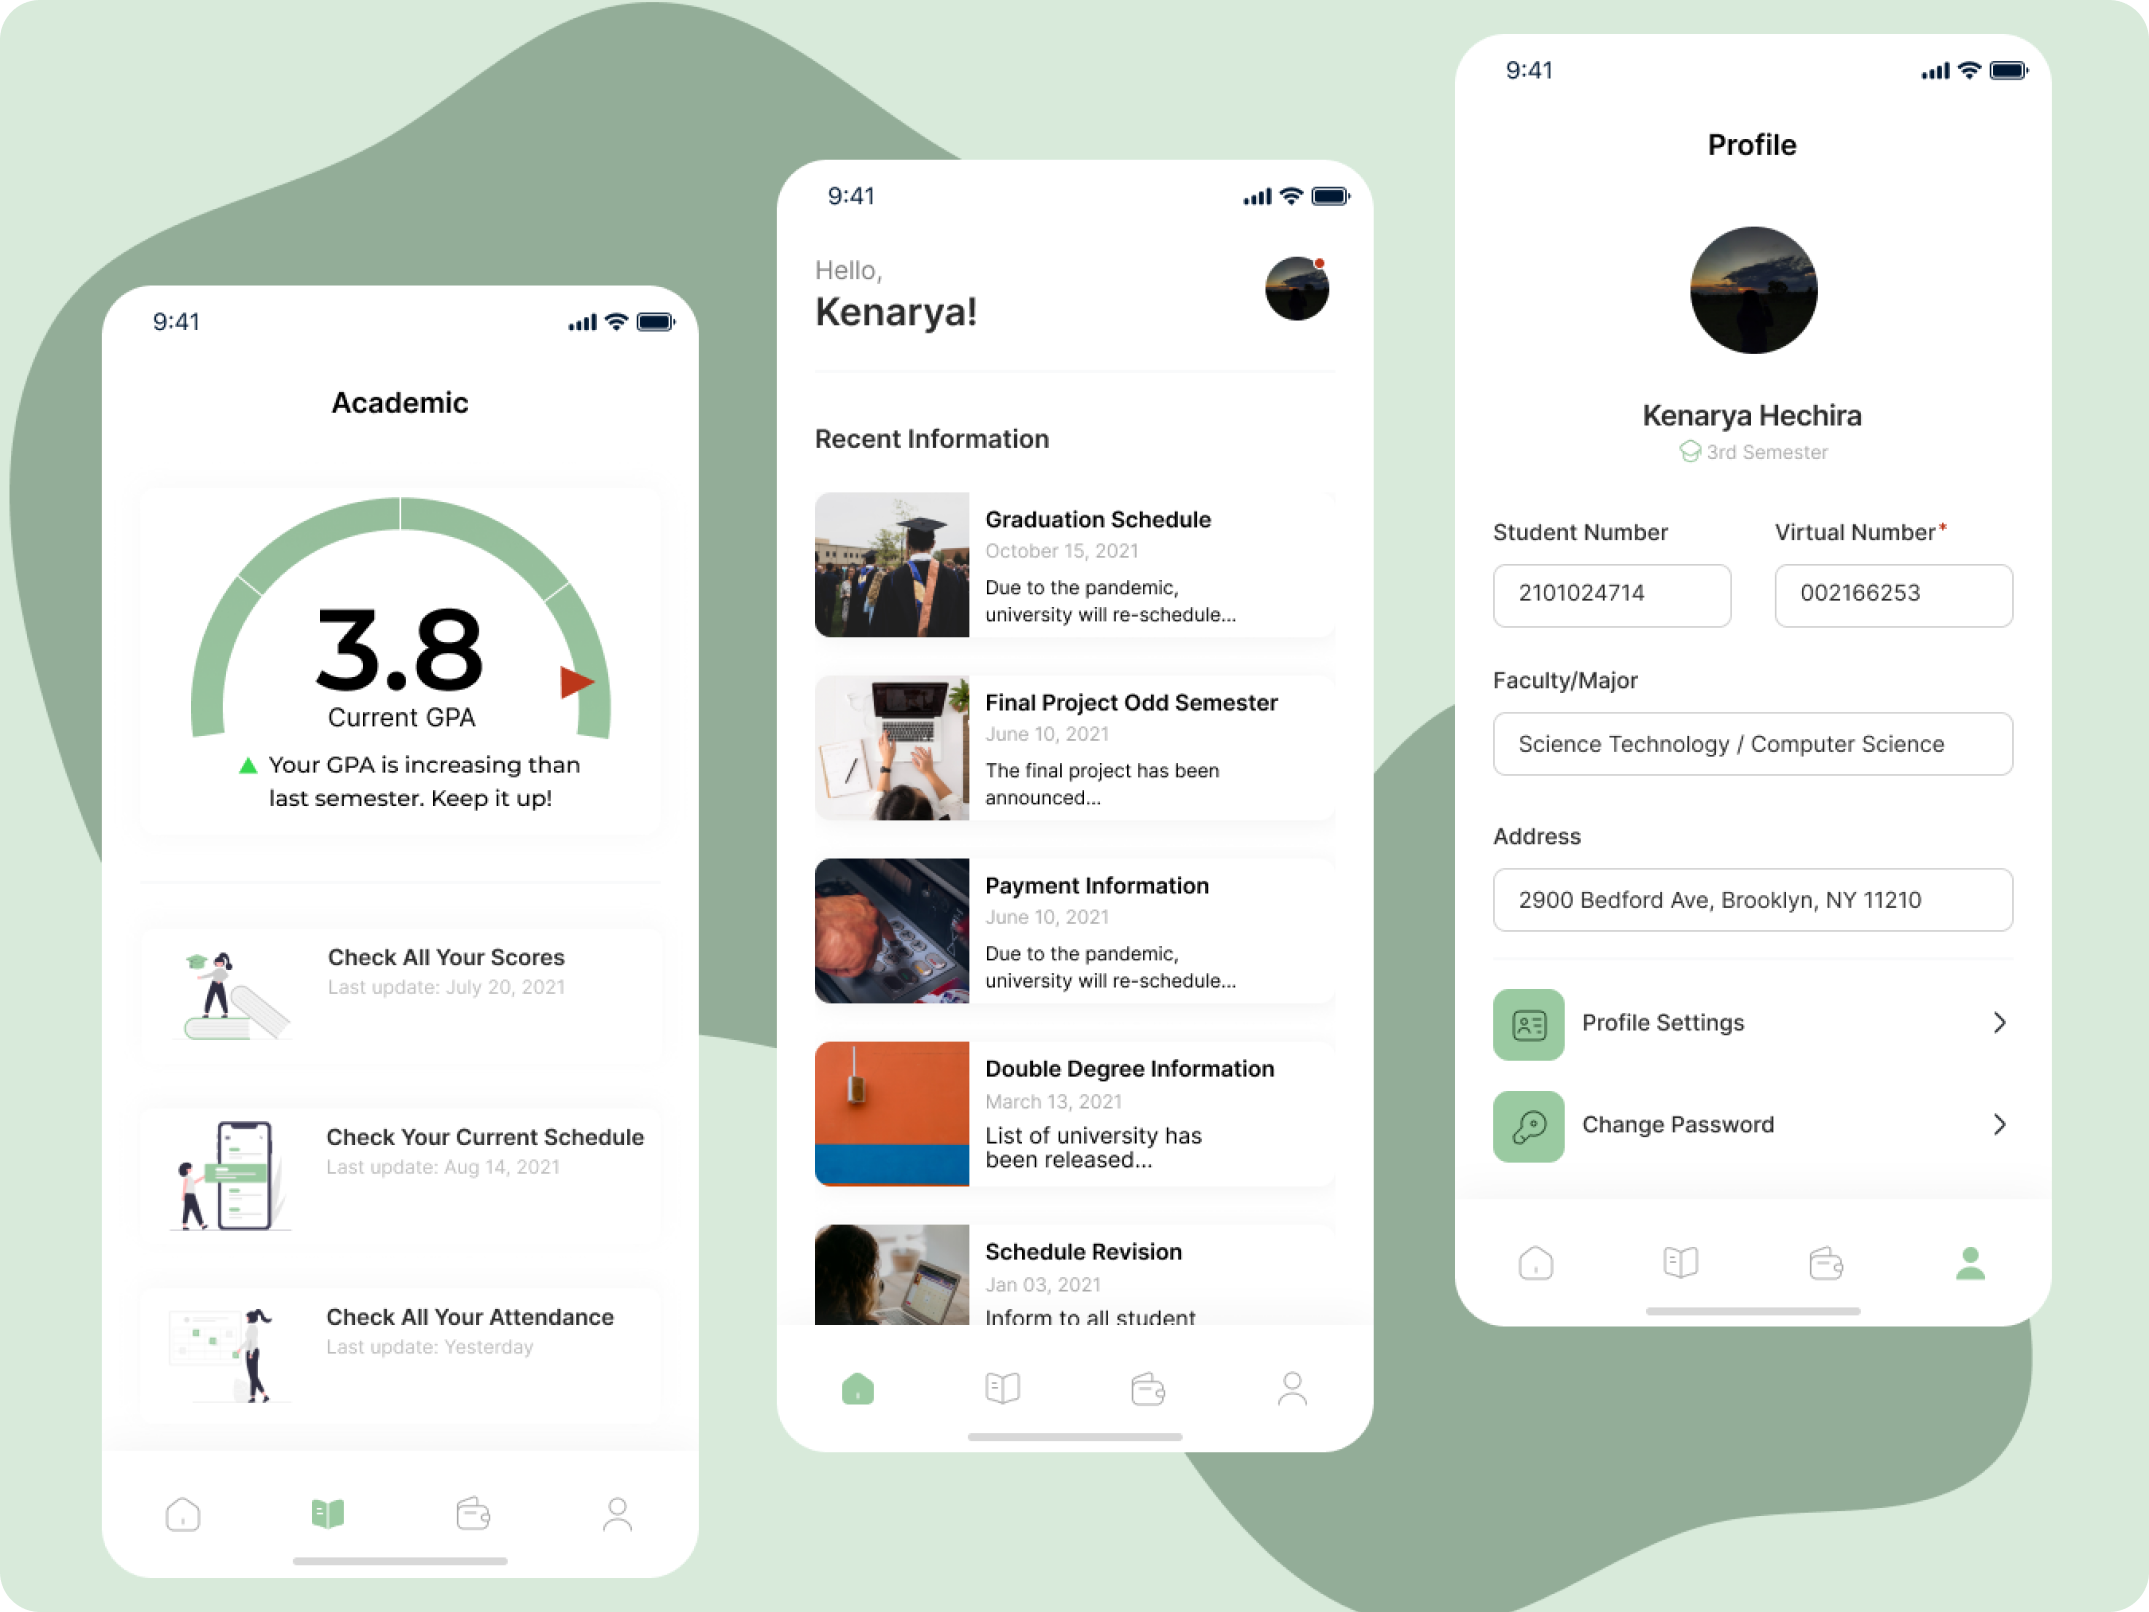 9:41
Academic
3.8
Current GPA
Your GPA is increasing than
last semester. Keep it up!
Check All Your Scores
Last update: July 20, 2021
Check Your Current Schedule
Last update: Aug 14, 2021
Check All Your Attendance
Last update: Yesterday
9:41
Hello,
Kenarya!
Recent Information
Graduation Schedule
October 15, 2021
Due to the pandemic,
university will re-schedule...
Final Project Odd Semester
June 10, 2021
The final project has been
announced...
Payment Information
June 10, 2021
Due to the pandemic,
university will re-schedule...
Double Degree Information
March 13, 2021
List of university has
been released...
Schedule Revision
Jan 03, 2021
Inform to all student
9:41
Profile
Kenarya Hechira
3rd Semester
Student Number
Virtual Number*
2101024714
002166253
Faculty/Major
Science Technology / Computer Science
Address
2900 Bedford Ave, Brooklyn, NY 11210
Profile Settings
Change Password